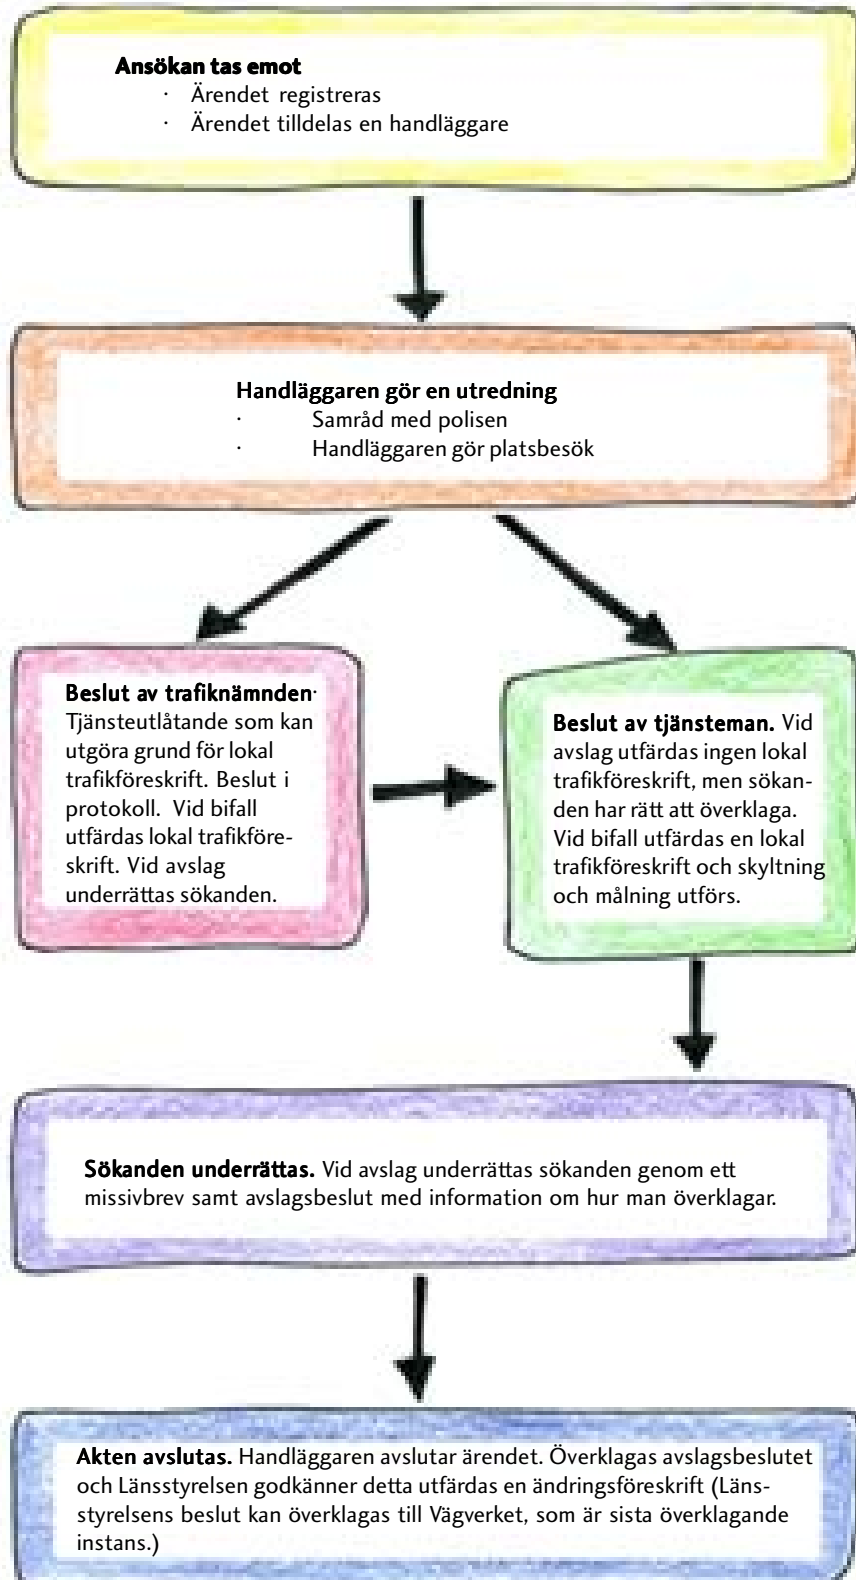 Ansökan tas emot
· Ärendet registreras
· Ärendet tilldelas en handläggare
Handläggaren gör en utredning
· Samråd med polisen
· Handläggaren gör platsbesök
Beslut av trafiknämnden·
Tjänsteutlåtande som kan
utgöra grund för lokal
trafikföreskrift. Beslut i
protokoll. Vid bifall
utfärdas lokal trafikföre-
skrift. Vid avslag
underrättas sökanden.
Beslut av tjänsteman. Vid
avslag utfärdas ingen lokal
trafikföreskrift, men sökan-
den har rätt att överklaga.
Vid bifall utfärdas en lokal
trafikföreskrift och skyltning
och målning utförs.
Sökanden underrättas. Vid avslag underrättas sökanden genom ett
missivbrev samt avslagsbeslut med information om hur man överklagar.
Akten avslutas. Handläggaren avslutar ärendet. Överklagas avslagsbeslutet
och Länsstyrelsen godkänner detta utfärdas en ändringsföreskrift (Läns-
styrelsens beslut kan överklagas till Vägverket, som är sista överklagande
instans.)